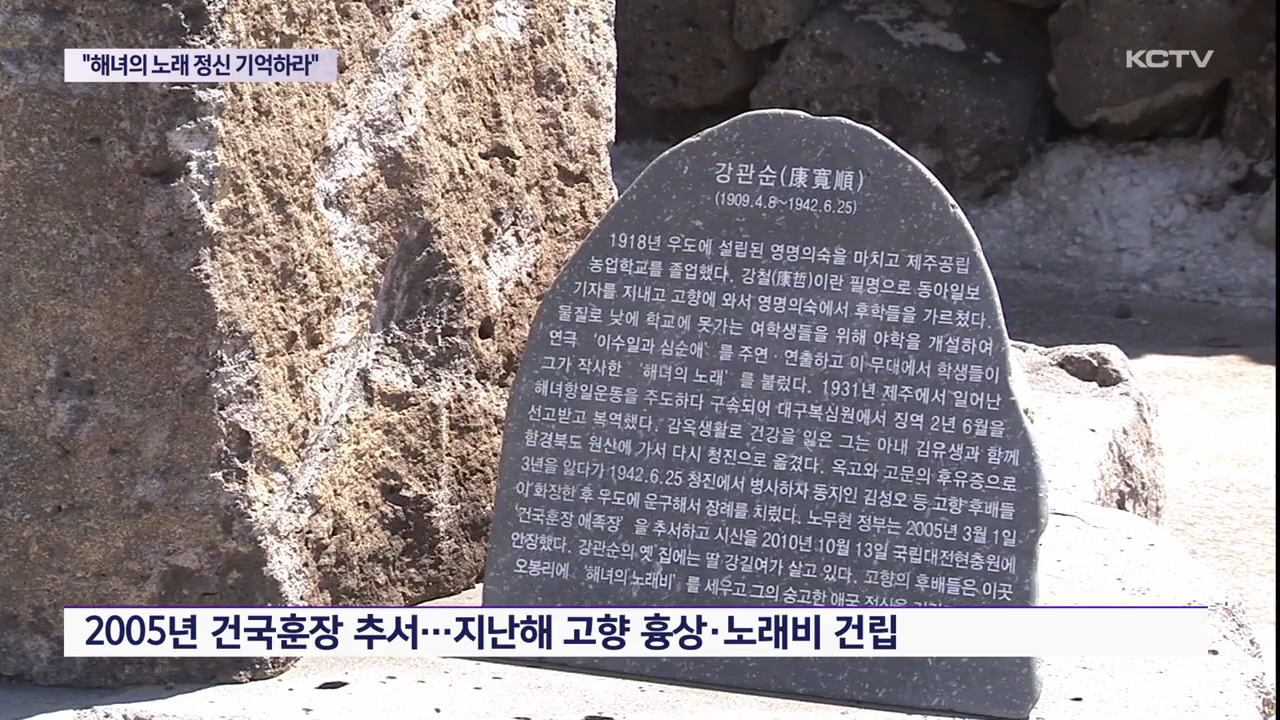 "해녀의 노래 정신 기억하라"
KCTV
강관순(康寬順)
(1909.4.8~1942.6.25)
1918년 우도에 설립된 영명의숙을 마치고 제주공립
농업학교를 졸업했다. 강철(康哲)이란 필명으로 동아일보
기자를 지내고 고향에 와서 영명의숙에서 후학들을 가르쳤다.
물질로 낮에 학교에 못가는 여학생들을 위해 야학을 개설하여
연극 '이수일과 심순애' 를 주연·연출하고 이 무대에서 학생들이
그가 작사한 '해녀의 노래' 를 불렀다. 1931년 제주에서 일어난
해녀항일운동을 주도하다 구속되어 대구복심원에서 징역 2년 6월을
선고받고 복역했다. 감옥생활로 건강을 잃은 그는 아내 김유생과 함께
함경북도 원산에 가서 다시 청진으로 옮겼다. 옥고와 고문의 후유증으로
3년을 앓다가 1942.6.25 청진에서 병사하자 동지인 김성오 등 고향 후배들
이 화장한 후 우도에 운구해서 장례를 치렀다. 노무현 정부는 2005년 3월 1일
'건국훈장 애족장' 을 추서하고 시신을 2010년 10월 13일 국립대전현충원에
안장했다. 강관순의 옛 집에는 딸 강길여가 살고 있다. 고향의 후배들은 이곳
오봉리에 '해녀의 노래비' 를 세우고 그의 숭고한 애국 정신을
2005년 건국훈장 추서…지난해 고향 흉상·노래비 건립